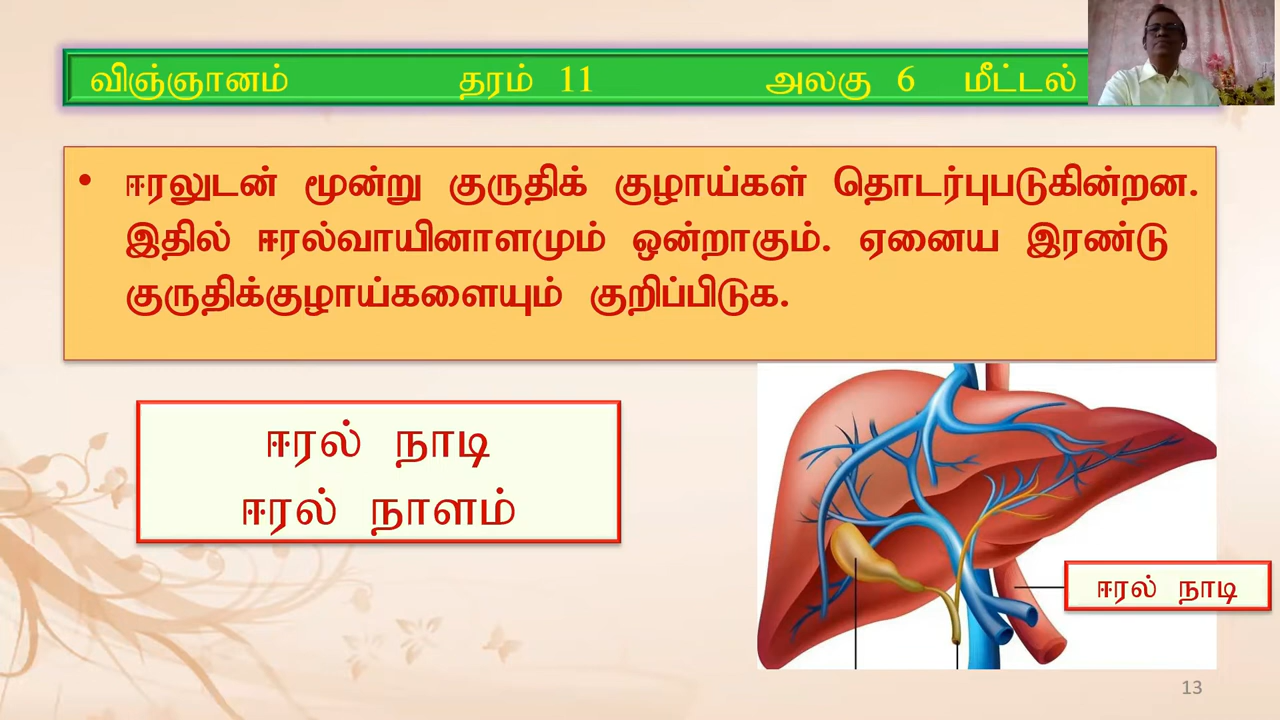 விஞ்ஞானம் தரம் 11 அலகு 6 மீட்டல்
• ஈரலுடன் மூன்று குருதிக் குழாய்கள் தொடர்புபடுகின்றன.
இதில் ஈரல்வாயினாளமும் ஒன்றாகும். ஏனைய இரண்டு
குருதிக்குழாய்களையும் குறிப்பிடுக.
ஈரல் நாடி
ஈரல் நாளம்
ஈரல் நாடி
13